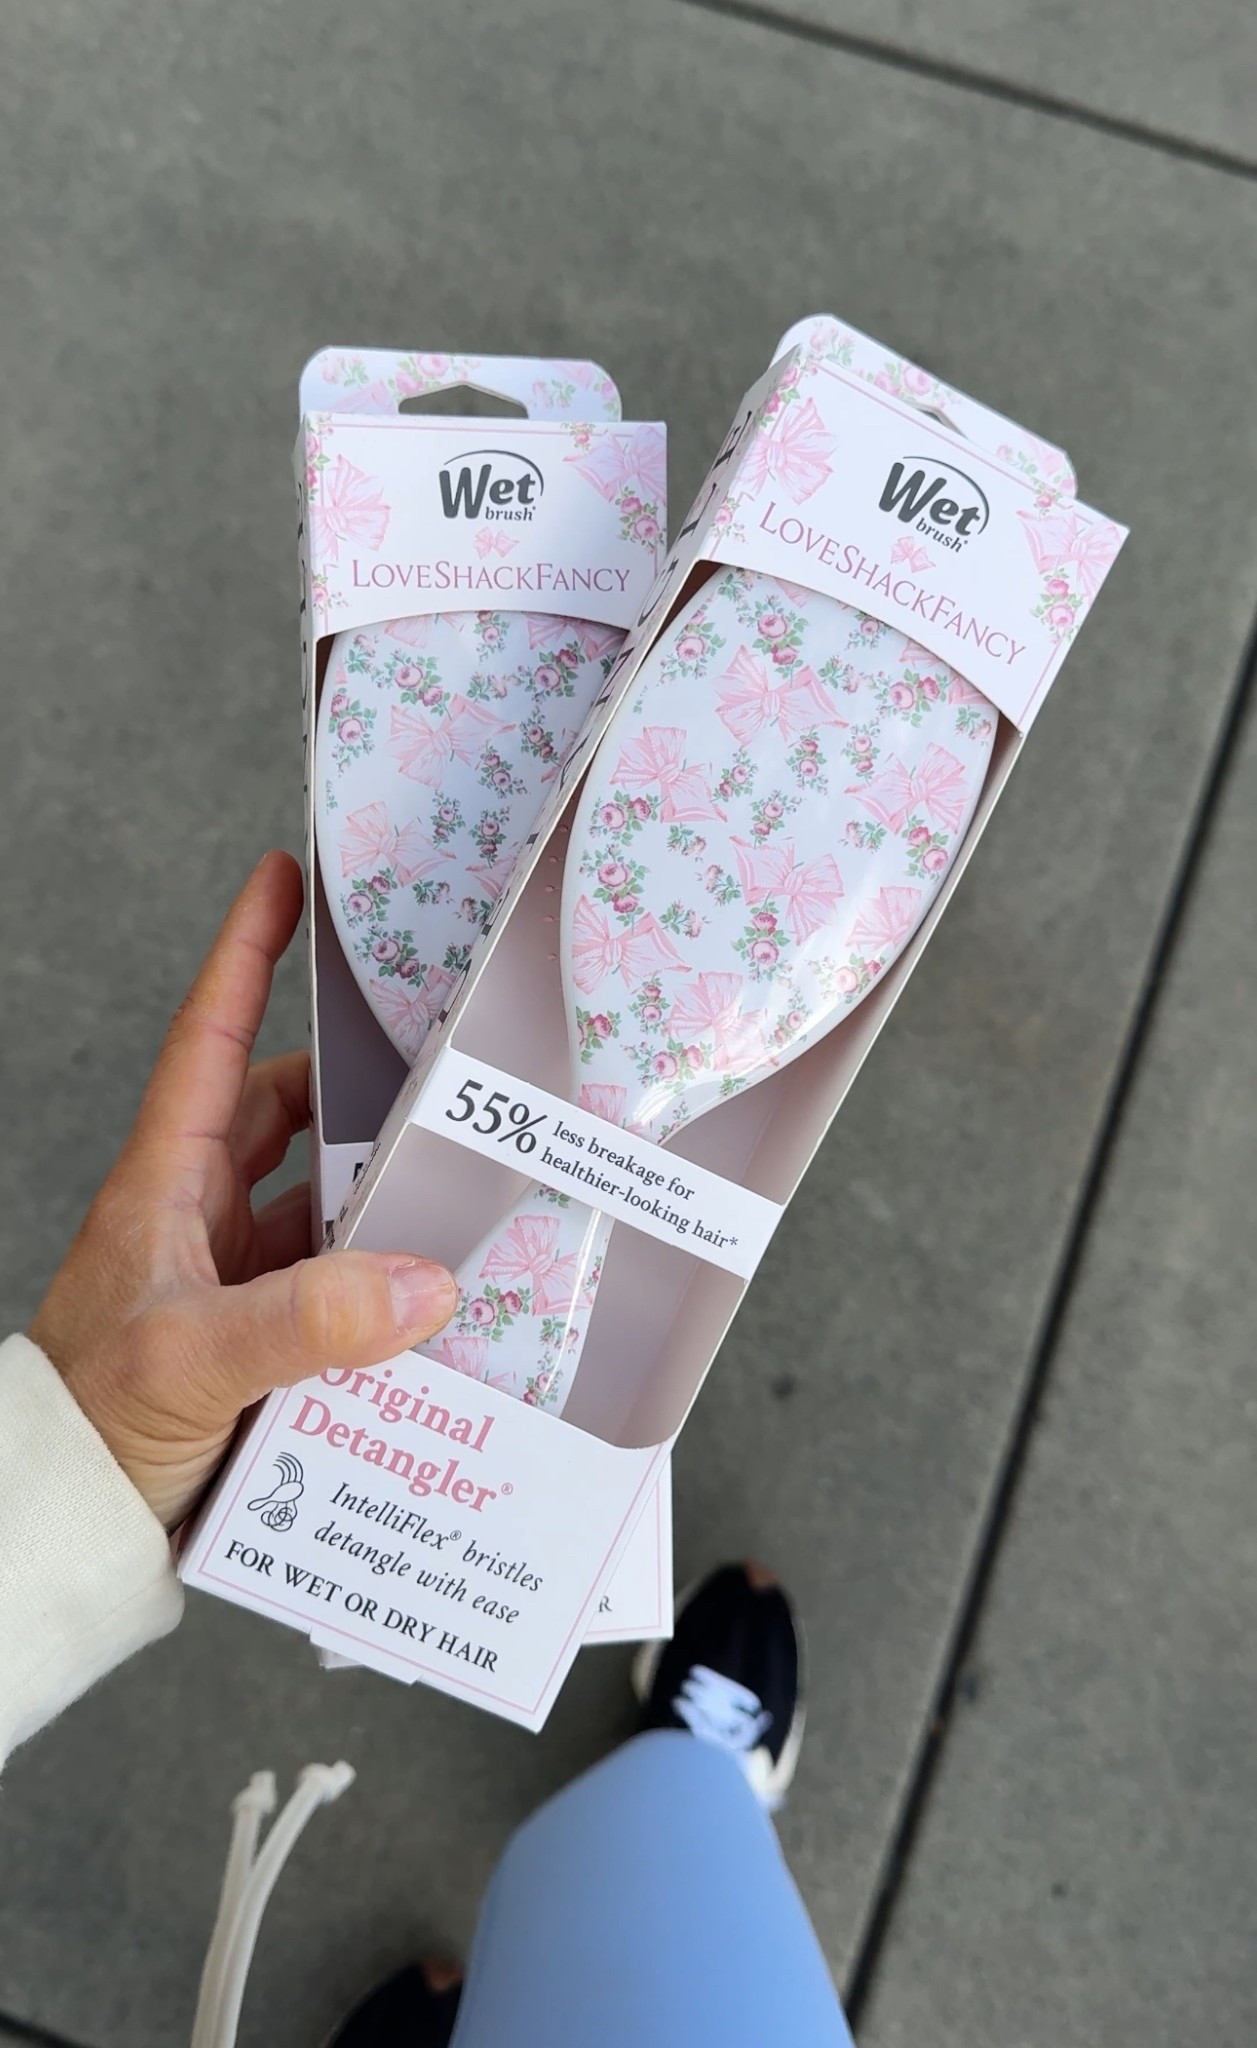 Wet
brush®
LOVESHACKFANCY
Wet
brush®
LOVESHACKFANCY
55% less breakage for
healthier-looking hair*
Original
Detangler®
IntelliFlex® bristles
detangle with ease
FOR WET OR DRY HAIR